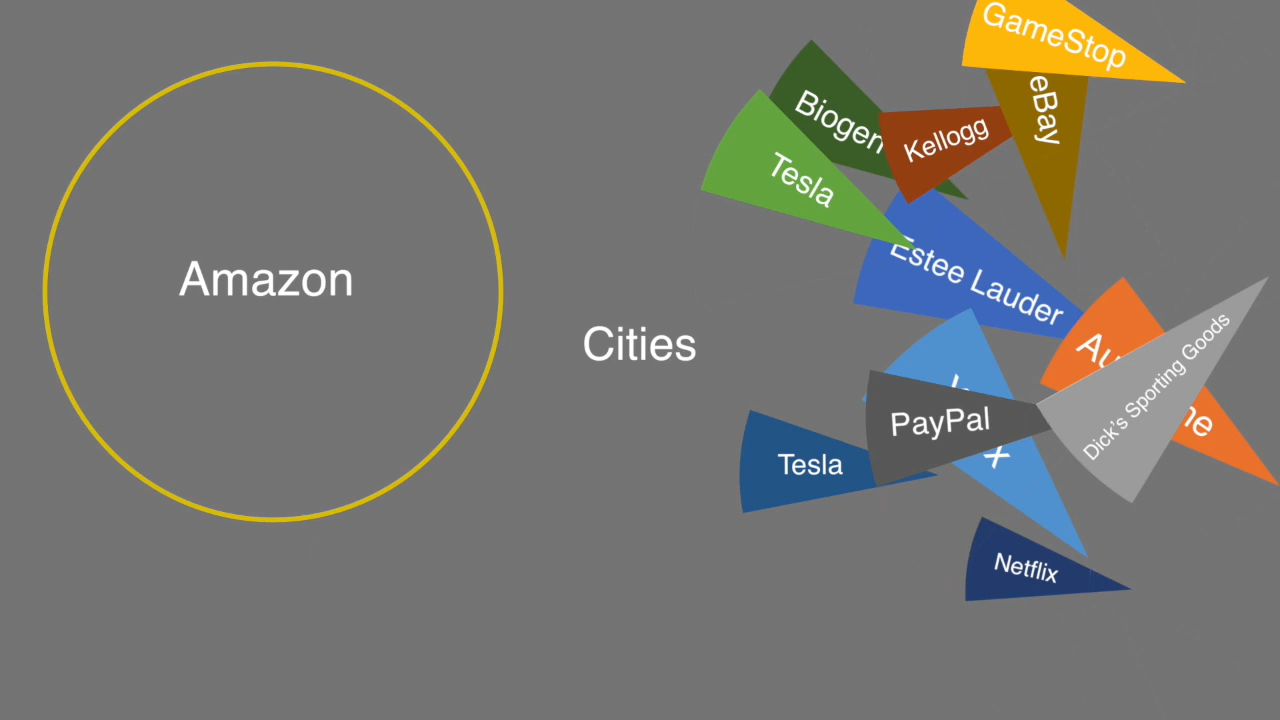 GameStop
eBay
Biogen
Kellogg
Tesla
Estee Lauder
Amazon
Cities
PayPal
Dick's Sporting Goods
Tesla
Netflix